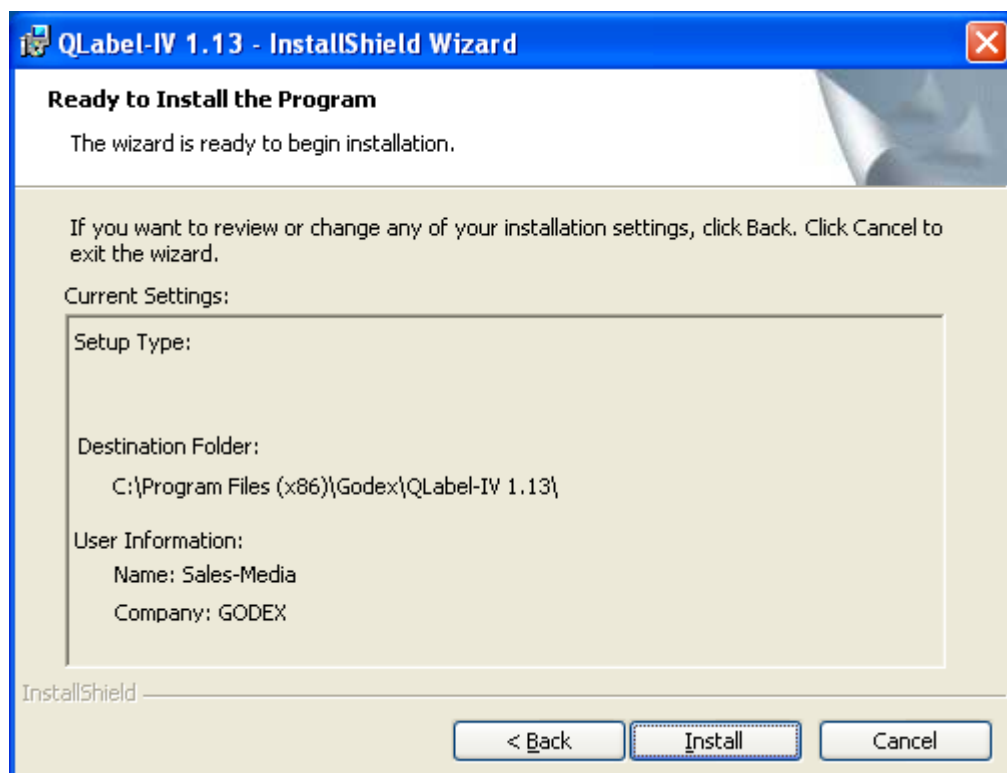 QLabel-IV 1.13 - InstallShield Wizard
Ready to Install the Program
The wizard is ready to begin installation.
If you want to review or change any of your installation settings, click Back. Click Cancel to
exit the wizard.
Current Settings:
Setup Type:
Destination Folder:
C:\Program Files (x86)\Godex\QLabel-IV 1.13\
User Information:
Name: Sales-Media
Company: GODEX
InstallShield
< Back
Install
Cancel